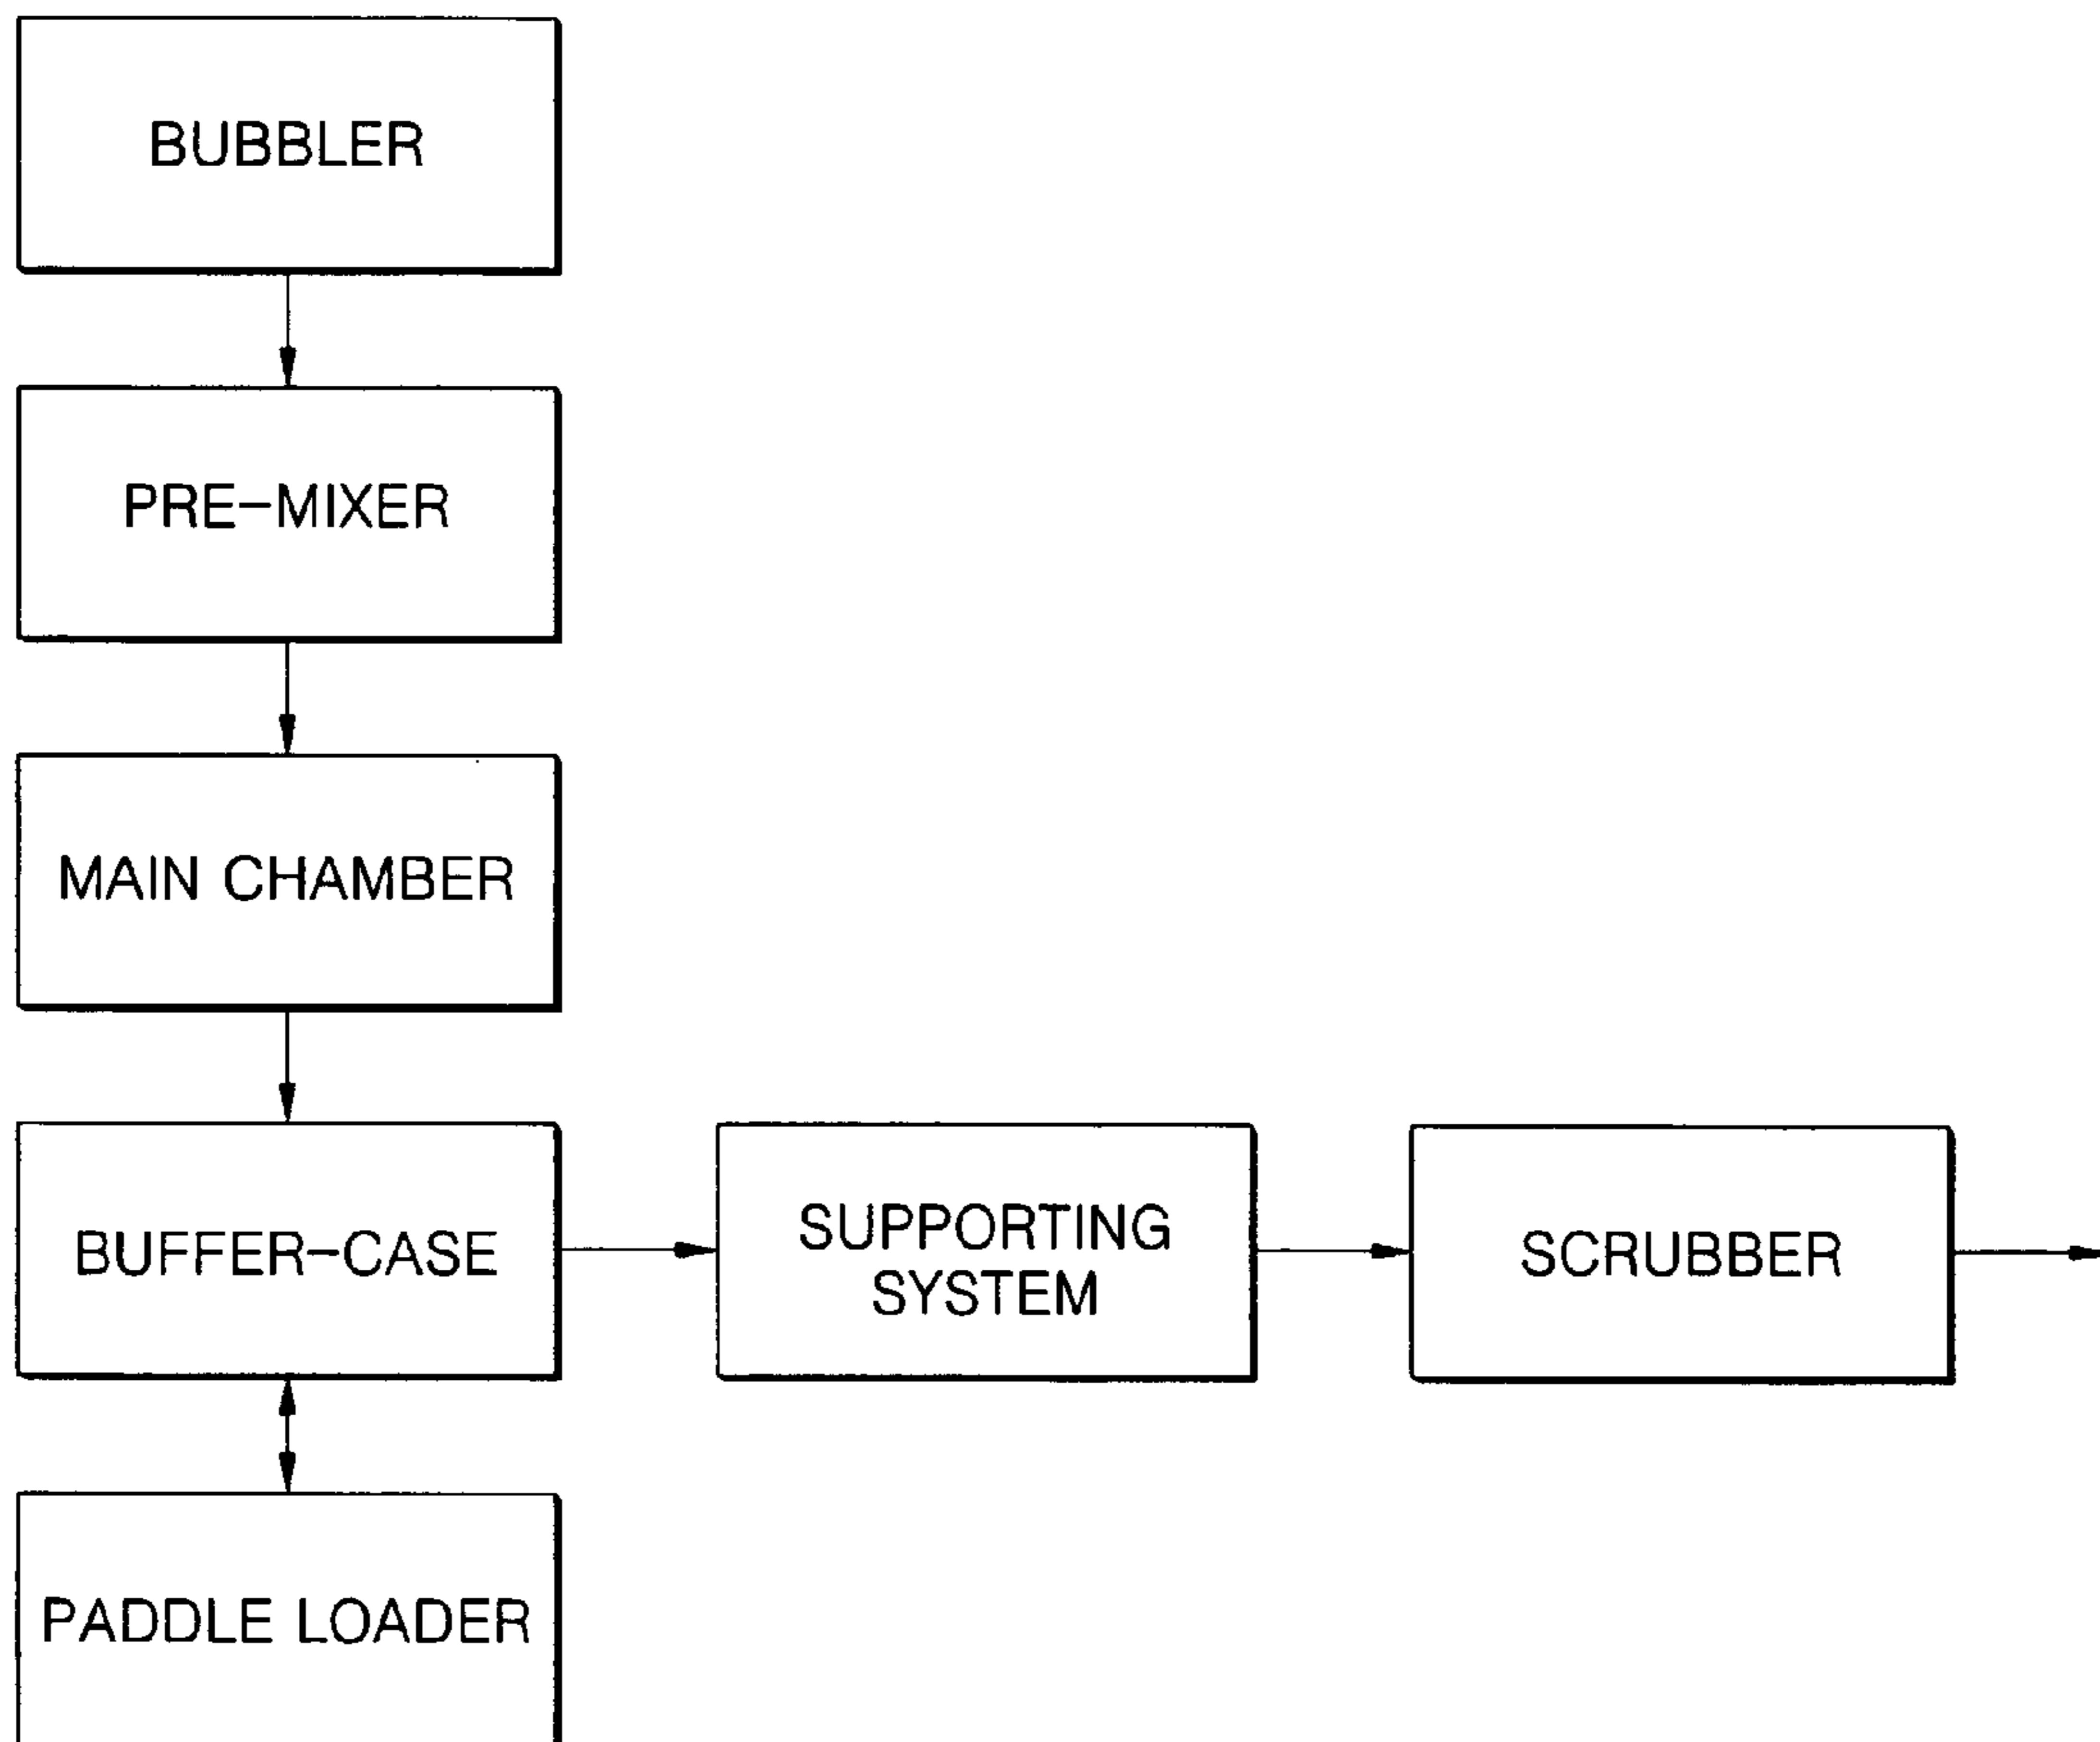 BUBBLER
PRE-MIXER
MAIN CHAMBER
BUFFER-CASE
SUPPORTING
SYSTEM
SCRUBBER
PADDLE LOADER